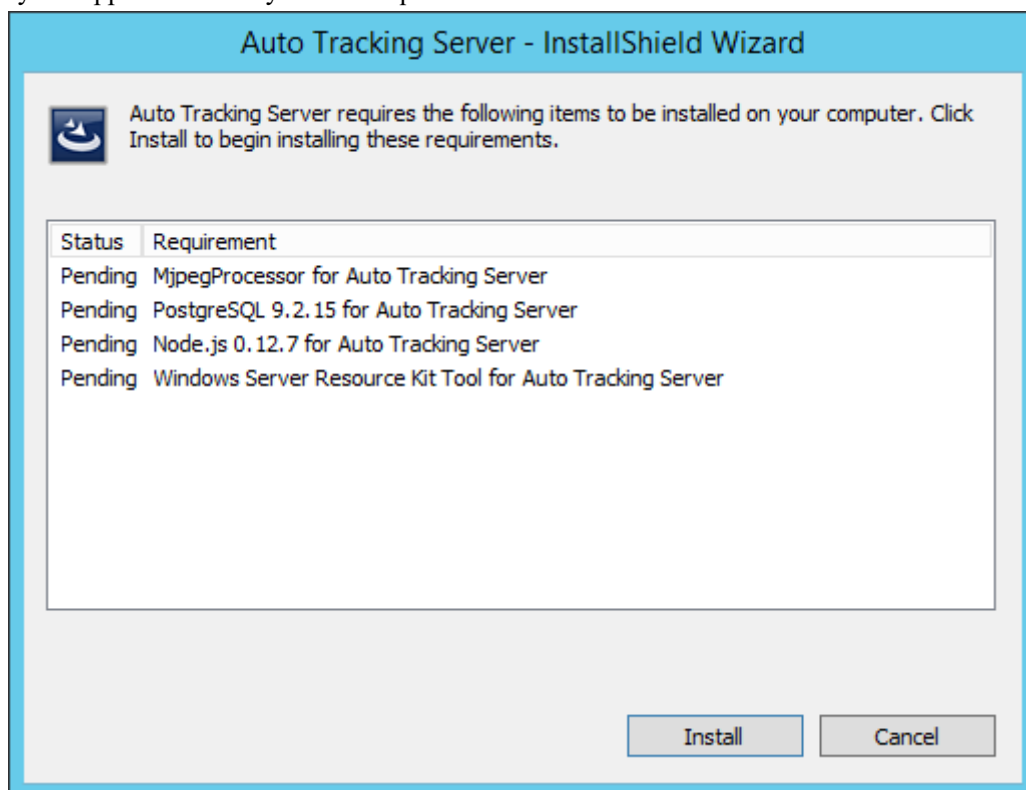 Auto Tracking Server - InstallShield Wizard
Auto Tracking Server requires the following items to be installed on your computer. Click
Install to begin installing these requirements.
Status Requirement
Pending MjpegProcessor for Auto Tracking Server
Pending PostgreSQL 9.2.15 for Auto Tracking Server
Pending Node.js 0.12.7 for Auto Tracking Server
Pending Windows Server Resource Kit Tool for Auto Tracking Server
Install Cancel